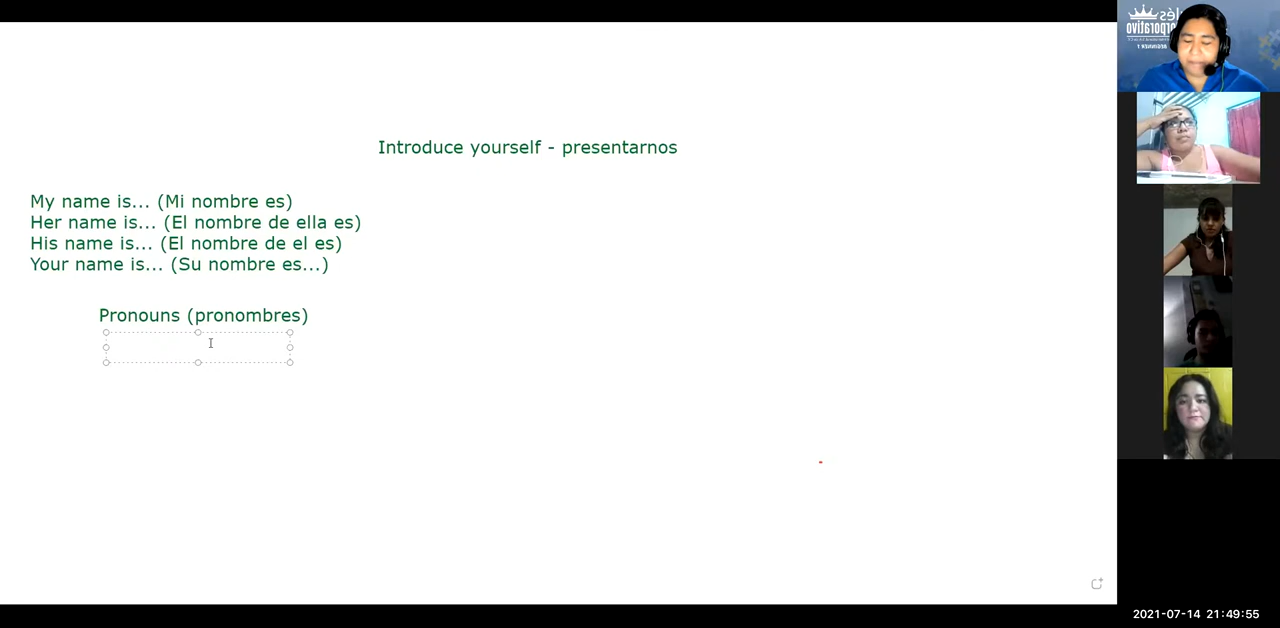 Introduce yourself - presentarnos
My name is... (Mi nombre es)
Her name is... (El nombre de ella es)
His name is... (El nombre de el es)
Your name is... (Su nombre es...)
Pronouns (pronombres)
2021-07-14 21:49:55